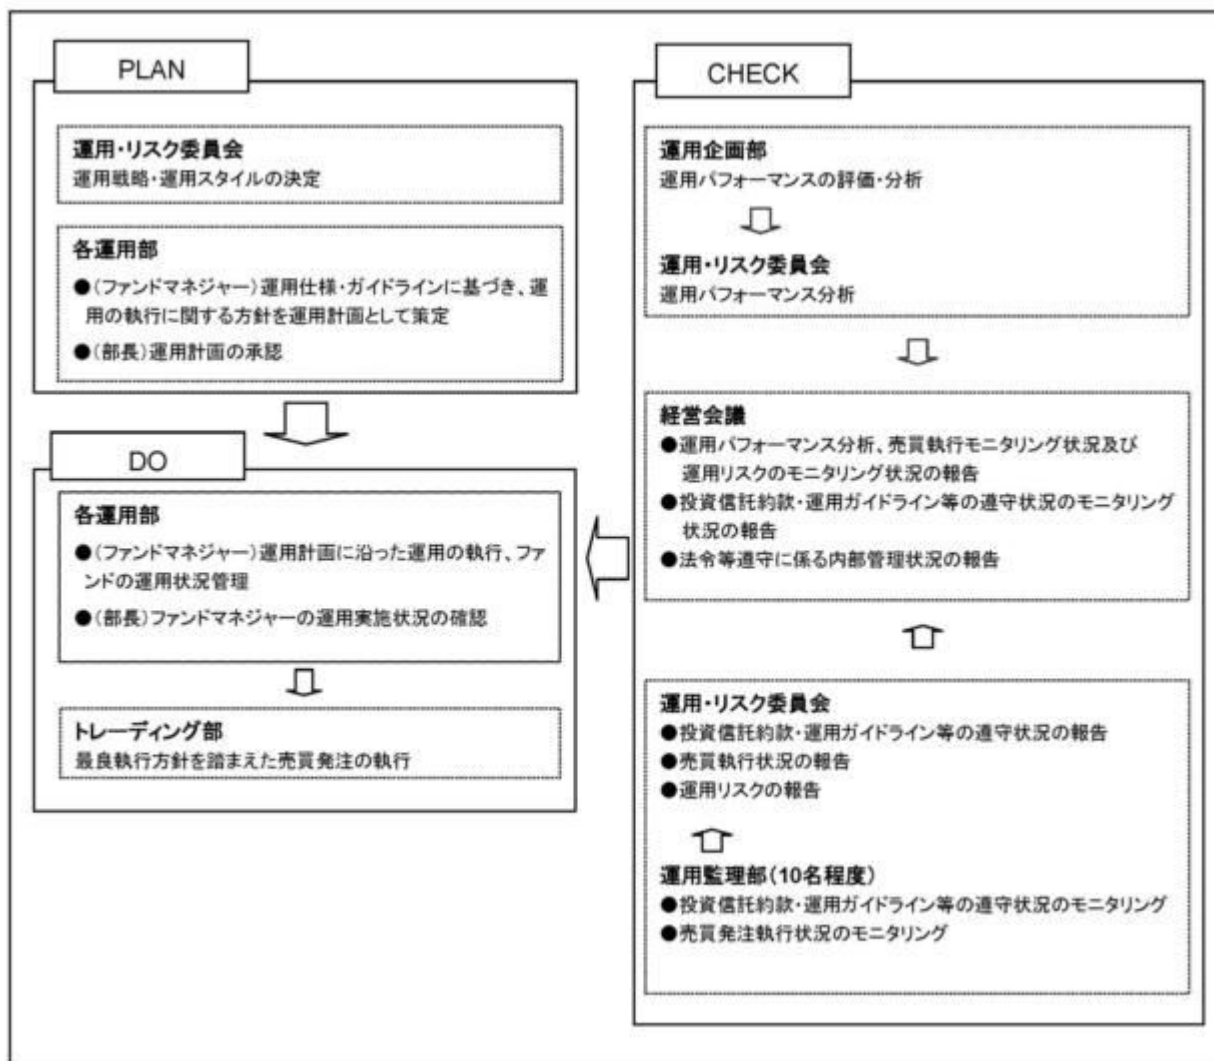 PLAN
運用・リスク委員会
運用戦略・運用スタイルの決定
各運用部
●(ファンドマネジャー)運用仕様・ガイドラインに基づき、運
用の執行に関する方針を運用計画として策定
●(部長)運用計画の承認
DO
各運用部
●(ファンドマネジャー)運用計画に沿った運用の執行、ファ
ンドの運用状況管理
●(部長)ファンドマネジャーの運用実施状況の確認
トレーディング部
最良執行方針を踏まえた売買発注の執行
CHECK
運用企画部
運用パフォーマンスの評価・分析
運用・リスク委員会
運用パフォーマンス分析
経営会議
●運用パフォーマンス分析、売買執行モニタリング状況及び
運用リスクのモニタリング状況の報告
●投資信託約款・運用ガイドライン等の遵守状況のモニタリング
状況の報告
●法令等遵守に係る内部管理状況の報告
運用・リスク委員会
●投資信託約款・運用ガイドライン等の遵守状況の報告
●売買執行状況の報告
●運用リスクの報告
運用監理部(10名程度)
●投資信託約款・運用ガイドライン等の遵守状況のモニタリング
●売買発注執行状況のモニタリング